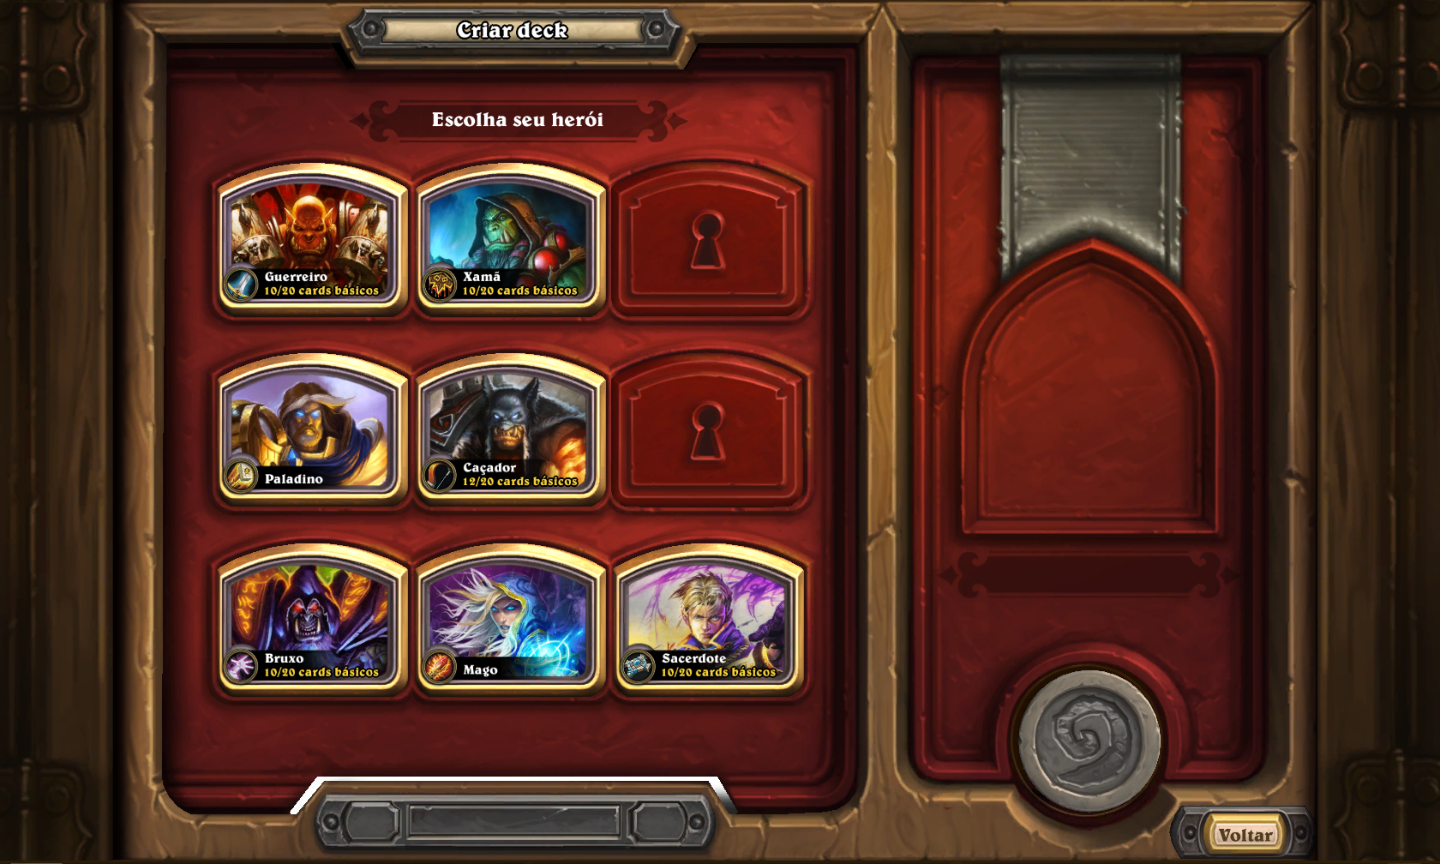 Criar deck
Escolha seu herói
Guerreiro
10/20 cards básicos
Xamã
10/20 cards básicos
Paladino
Caçador
12/20 cards básicos
Bruxo
10/20 cards básicos
Mago
Sacerdote
10/20 cards básicos
Voltar